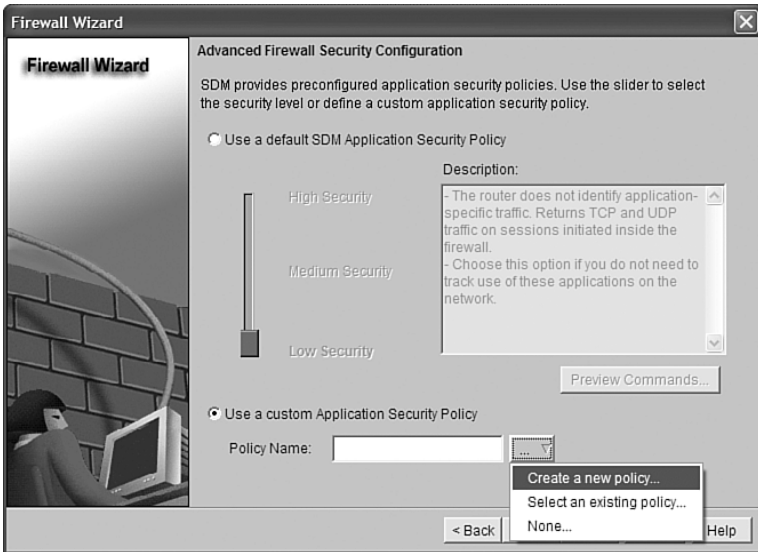 Firewall Wizard
Firewall Wizard
Advanced Firewall Security Configuration
SDM provides preconfigured application security policies. Use the slider to select
the security level or define a custom application security policy.
Use a default SDM Application Security Policy
Description:
High Security
Medium Security
Low Security
- The router does not identify application-
specific traffic. Returns TCP and UDP
traffic on sessions initiated inside the
firewall.
- Choose this option if you do not need to
track use of these applications on the
network.
Preview Commands...
Use a custom Application Security Policy
Policy Name:
...
Create a new policy...
Select an existing policy...
None...
< Back
Help